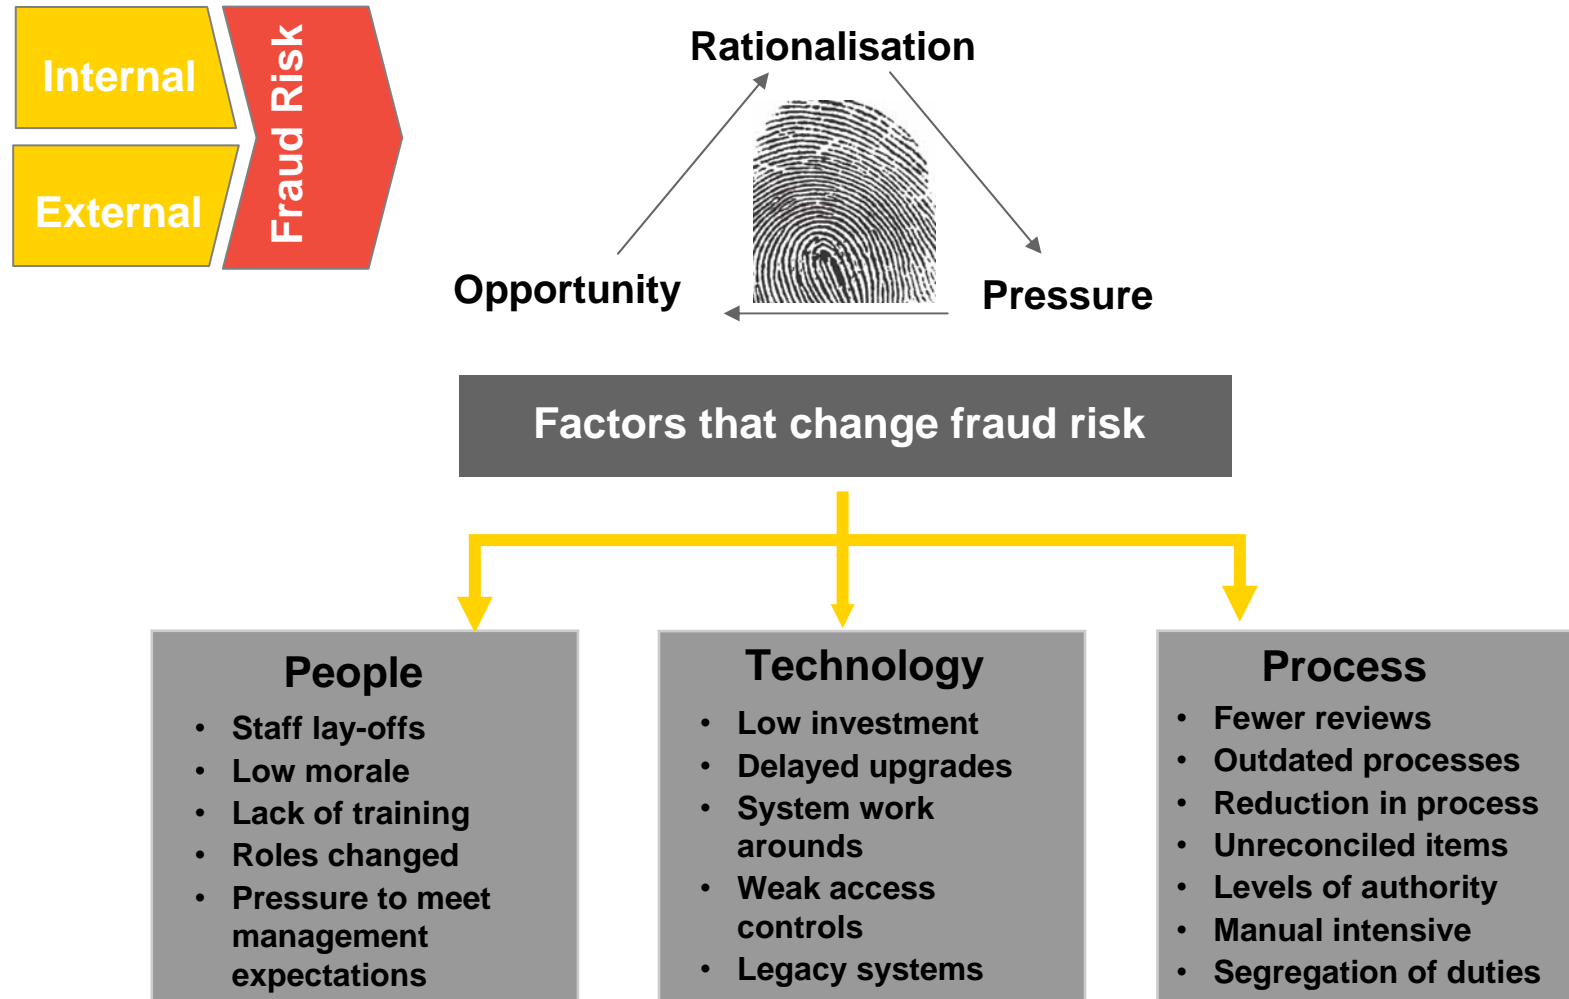 Internal
External
Fraud Risk
Rationalisation
Opportunity
Pressure
Factors that change fraud risk
People
• Staff lay-offs
• Low morale
• Lack of training
• Roles changed
• Pressure to meet
management
expectations
Technology
• Low investment
• Delayed upgrades
• System work
arounds
• Weak access
controls
• Legacy systems
Process
• Fewer reviews
• Outdated processes
• Reduction in process
• Unreconciled items
• Levels of authority
• Manual intensive
• Segregation of duties